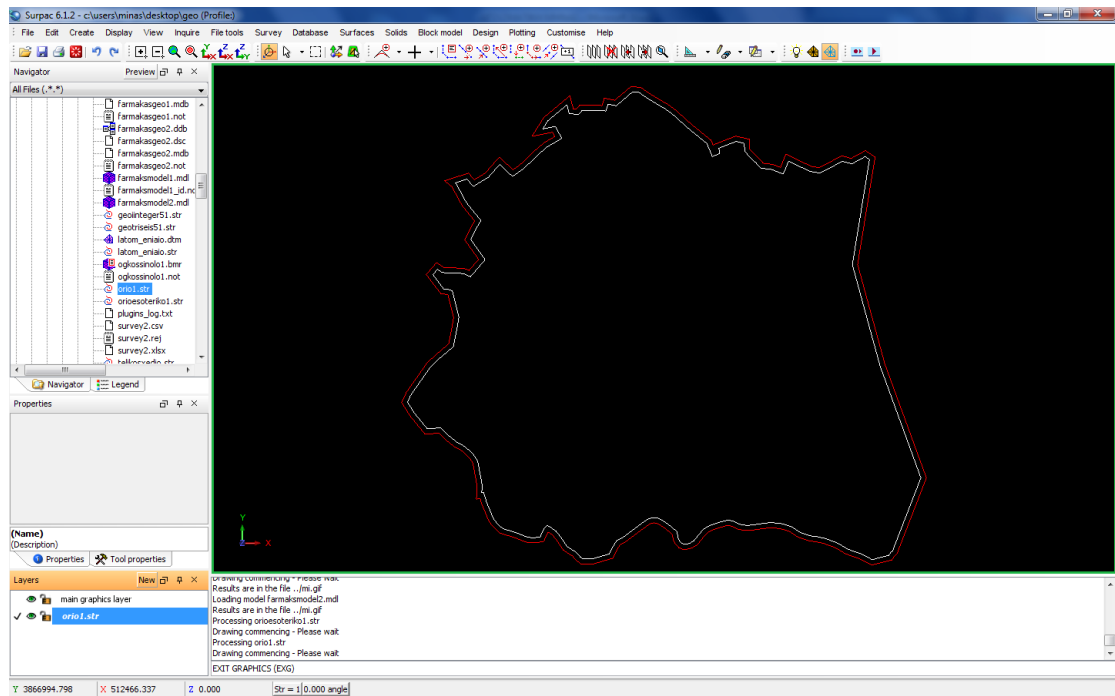 Surpac 6.1.2 - c:\users\minas\desktop\geo (Profile:)
File Edit Create Display View Inquire File tools Survey Database Surfaces Solids Block model Design Plotting Customise Help
Navigator Preview
All Files (.*.*)
farmakasgeo1.mdb
farmakasgeo1.not
farmakasgeo2.ddb
farmakasgeo2.dsc
farmakasgeo2.mdb
farmakasgeo2.not
farmaksmodel1.mdl
farmaksmodel1_id.no
farmaksmodel2.mdl
geoiinteger51.str
geotriseis51.str
latom_eniaio.dtm
latom_eniaio.str
ogkossinolo1.bmr
ogkossinolo1.not
orio1.str
orioesoteriko1.str
plugins_log.txt
survey2.csv
survey2.rej
survey2.xlsx
telikosxedio.str
Navigator Legend
Properties
(Name)
(Description)
Properties Tool properties
Layers New
main graphics layer
orio1.str
Y
Z X
Drawing commencing - Please wait
Results are in the file ../mi.gif
Loading model farmaksmodel2.mdl
Results are in the file ../mi.gif
Processing orioesoteriko1.str
Drawing commencing - Please wait
Processing orio1.str
Drawing commencing - Please wait
EXIT GRAPHICS (EXG)
Y 3866994.798 X 512466.337 Z 0.000 Str = 1 0.000 angle